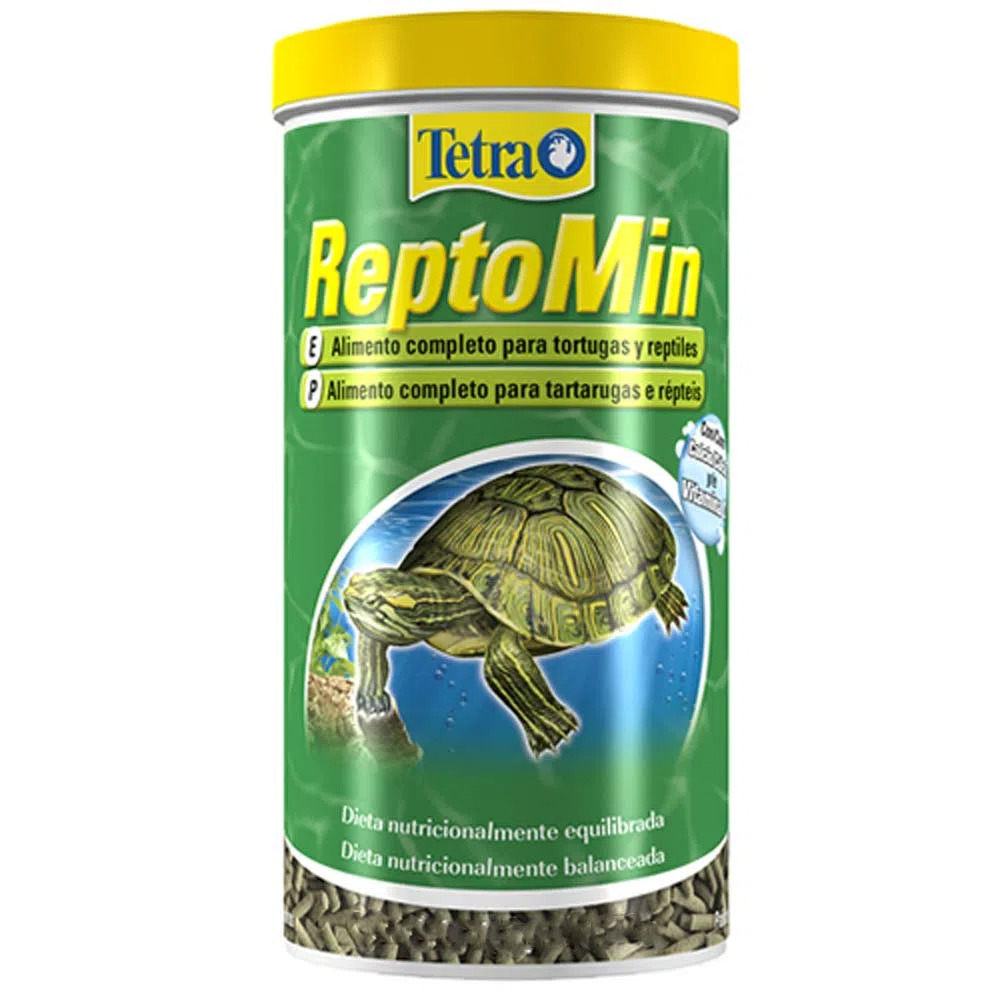 Tetra
ReptoMin
E Alimento completo para tortugas y reptiles
P Alimento completo para tartarugas e répteis
Dieta nutricionalmente equilibrada
Dieta nutricionalmente balanceada